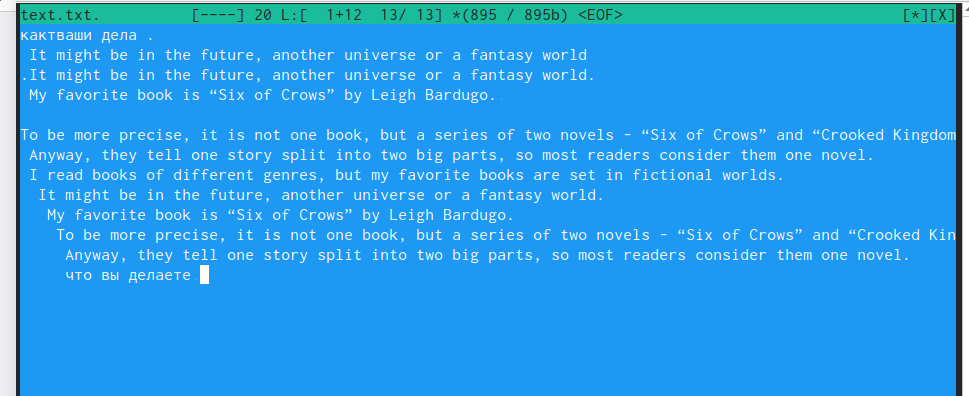 text.txt. [----] 20 L:[ 1+12 13/ 13] *(895 / 895b) <EOF> [*][X]
кактваши дела .
It might be in the future, another universe or a fantasy world
.It might be in the future, another universe or a fantasy world.
My favorite book is “Six of Crows” by Leigh Bardugo.
To be more precise, it is not one book, but a series of two novels – “Six of Crows” and “Crooked Kingdom
Anyway, they tell one story split into two big parts, so most readers consider them one novel.
I read books of different genres, but my favorite books are set in fictional worlds.
It might be in the future, another universe or a fantasy world.
My favorite book is “Six of Crows” by Leigh Bardugo.
To be more precise, it is not one book, but a series of two novels – “Six of Crows” and “Crooked Kin
Anyway, they tell one story split into two big parts, so most readers consider them one novel.
что вы делаете